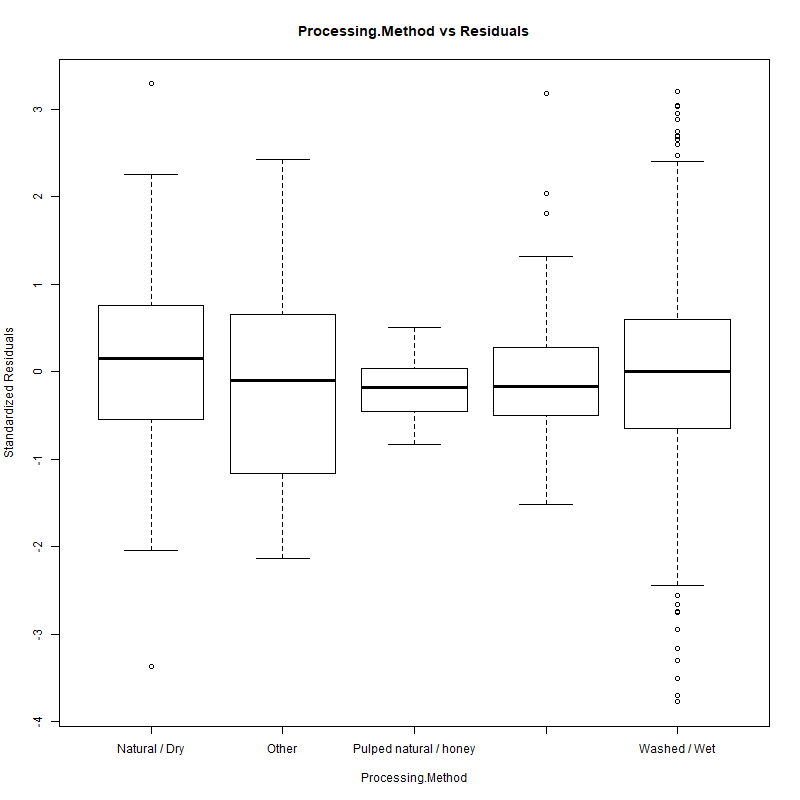 Processing.Method vs Residuals
Standardized Residuals
3
2
1
0
-1
-2
-3
-4
Natural / Dry
Other
Pulped natural / honey
Washed / Wet
Processing.Method